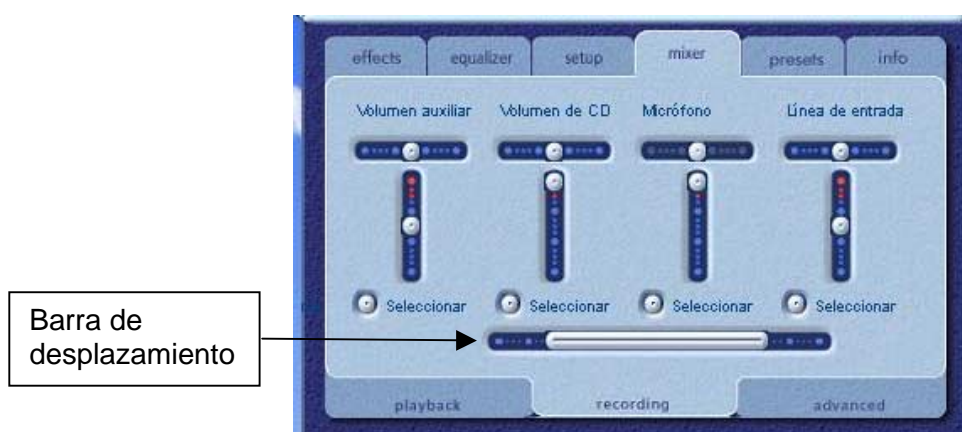 effects equalizer setup mixer presets info
Volumen auxiliar Volumen de CD Micrófono Línea de entrada
Seleccionar Seleccionar Seleccionar Seleccionar
Barra de
desplazamiento
playback recording advanced